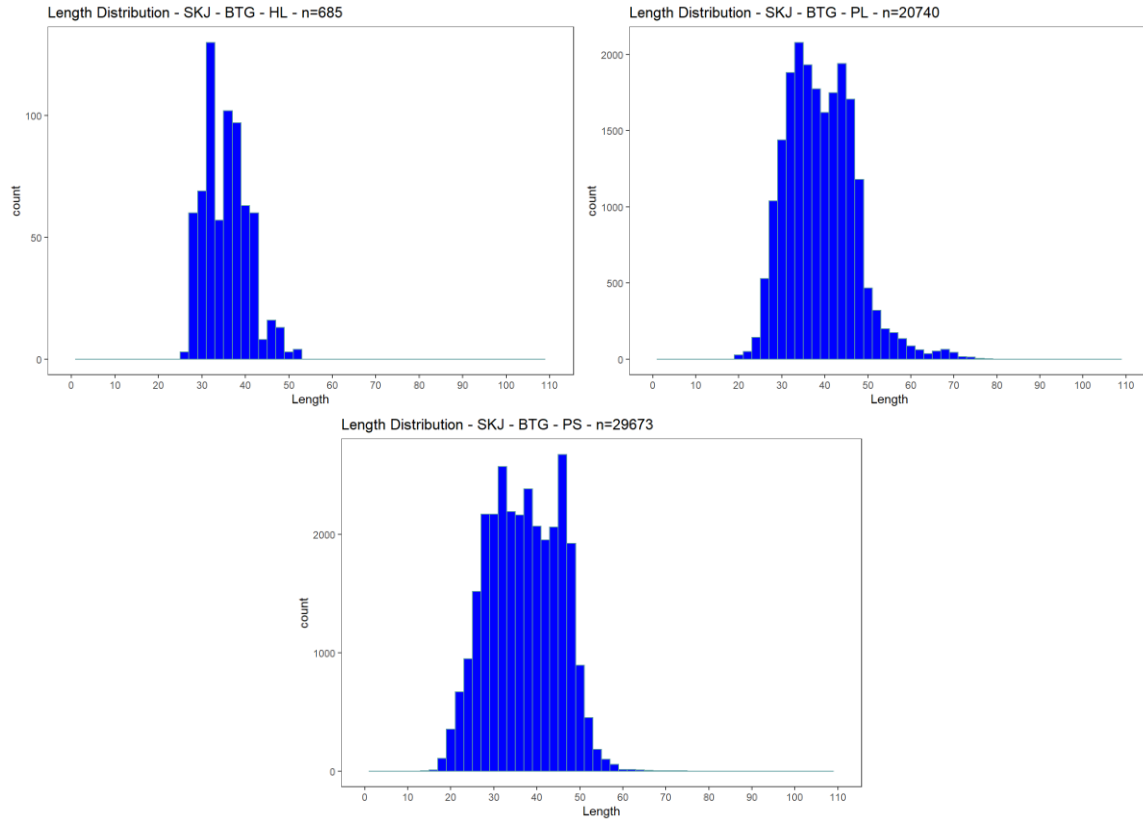 Length Distribution - SKJ - BTG - HL - n=685
count
100
50
0
0 10 20 30 40 50 60 70 80 90 100 110
Length
Length Distribution - SKJ - BTG - PL - n=20740
count
2000
1500
1000
500
0
0 10 20 30 40 50 60 70 80 90 100 110
Length
Length Distribution - SKJ - BTG - PS - n=29673
count
2000
1000
0
0 10 20 30 40 50 60 70 80 90 100 110
Length